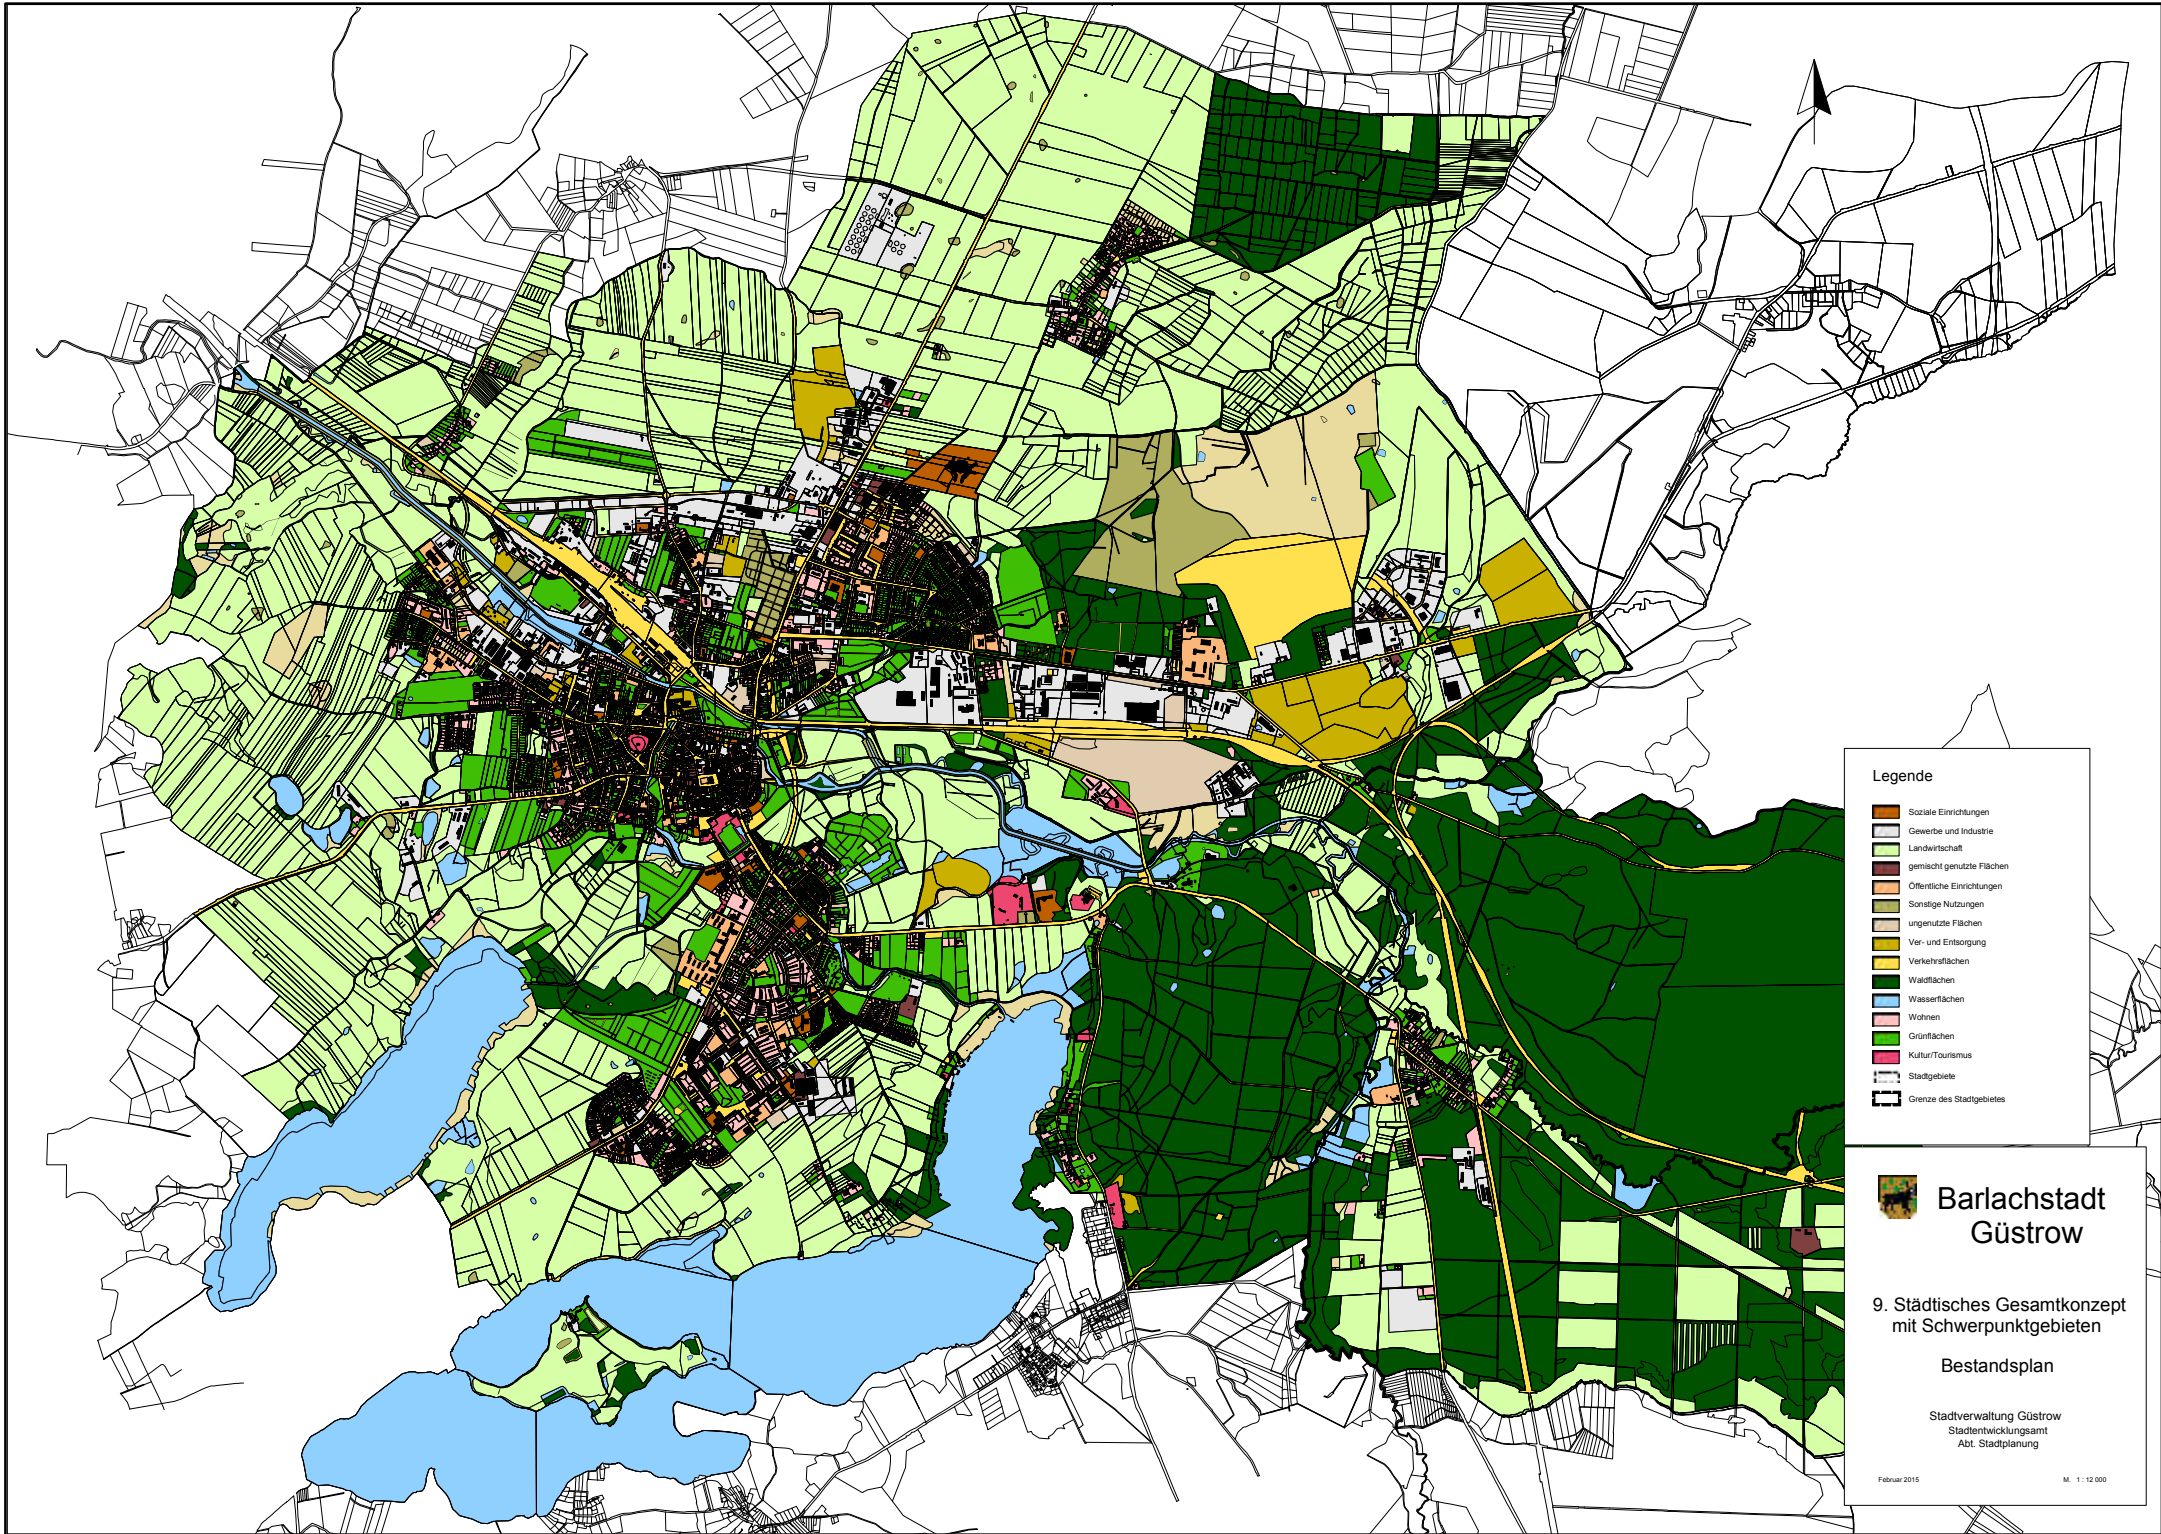 Legende
Soziale Einrichtungen
Gewerbe und Industrie
Landwirtschaft
gemischt genutzte Flächen
Öffentliche Einrichtungen
Sonstige Nutzungen
ungenutzte Flächen
Ver- und Entsorgung
Verkehrsflächen
Waldflächen
Wasserflächen
Wohnen
Grünflächen
Kultur/Tourismus
Stadtgebiete
Grenze des Stadtgebietes
Barlachstadt
Güstrow
9. Städtisches Gesamtkonzept
mit Schwerpunktgebieten
Bestandsplan
Stadtverwaltung Güstrow
Stadtentwicklungsamt
Abt. Stadtplanung
Februar 2015
M. 1 : 12 000